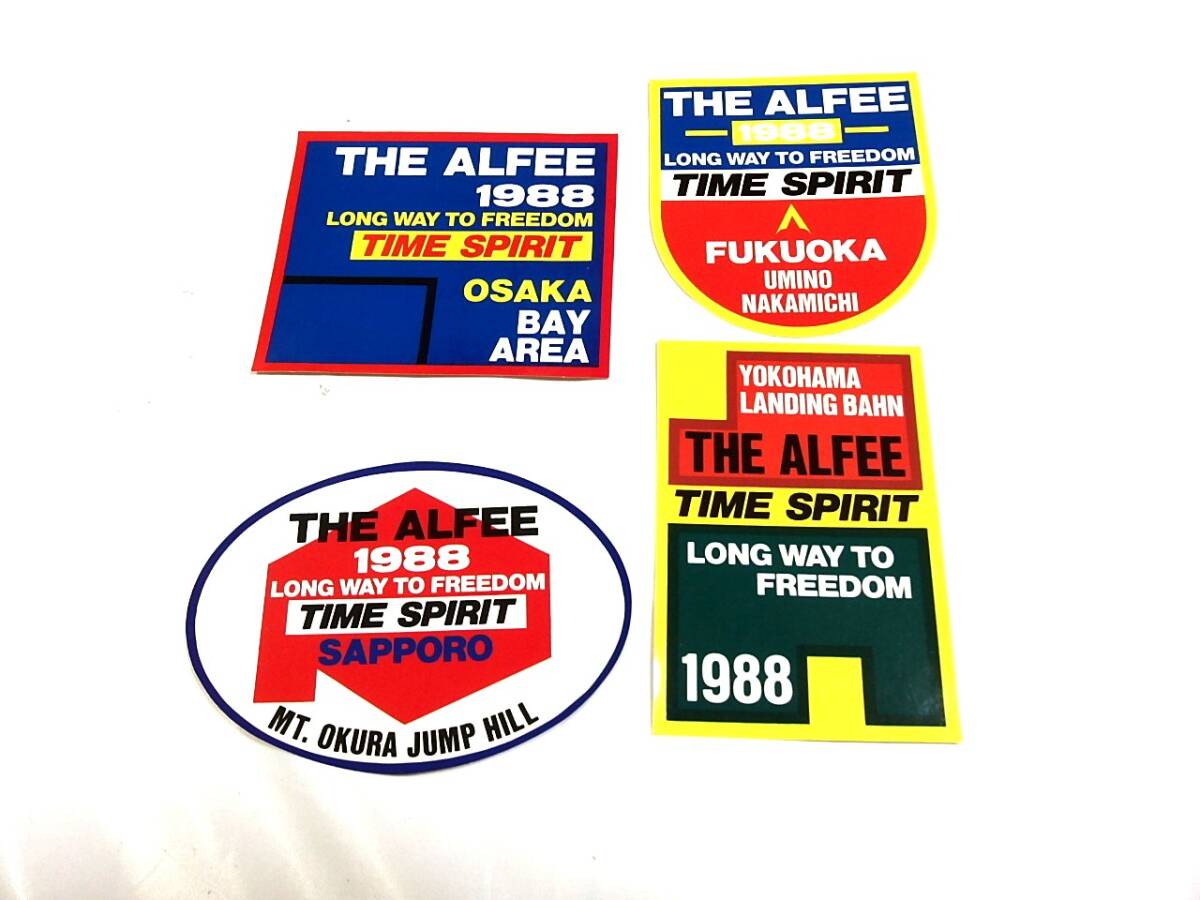 THE ALFEE
1988
LONG WAY TO FREEDOM
TIME SPIRIT
OSAKA
BAY
AREA
THE ALFEE
1988
LONG WAY TO FREEDOM
TIME SPIRIT
FUKUOKA
UMINO
NAKAMICHI
THE ALFEE
1988
LONG WAY TO FREEDOM
TIME SPIRIT
SAPPORO
MT. OKURA JUMP HILL
YOKOHAMA
LANDING BAHN
THE ALFEE
TIME SPIRIT
LONG WAY TO
FREEDOM
1988